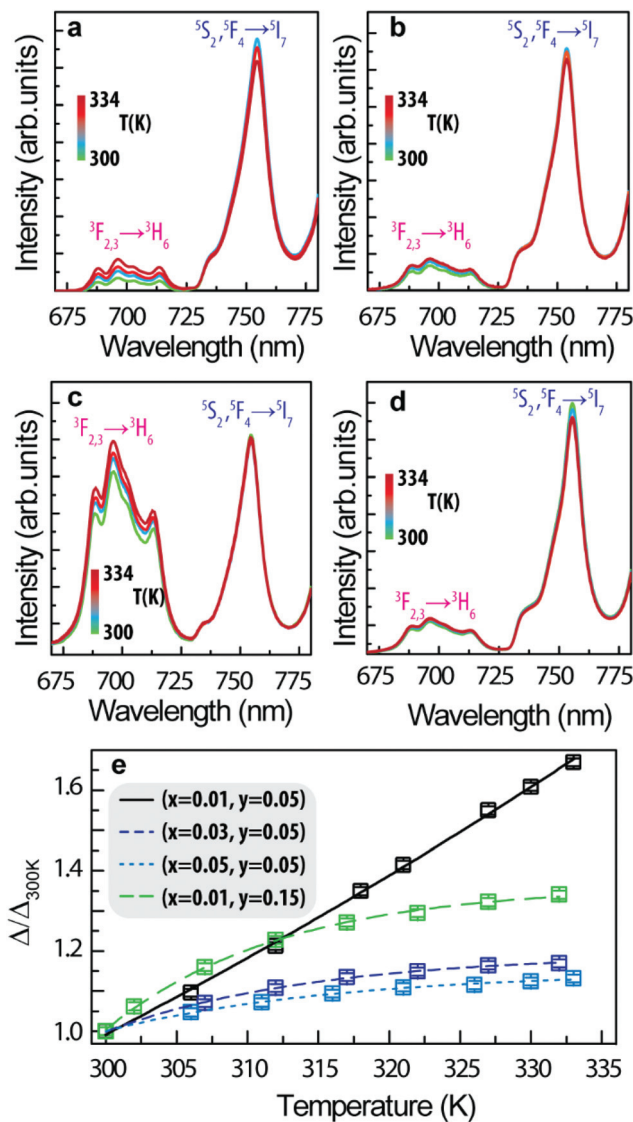 a
⁵S₂,⁵F₄→⁵I₇
334
T(K)
300
³F₂,₃→³H₆
Intensity (arb.units)
675 700 725 750 775
Wavelength (nm)
b
⁵S₂,⁵F₄→⁵I₇
334
T(K)
300
³F₂,₃→³H₆
Intensity (arb.units)
675 700 725 750 775
Wavelength (nm)
c
³F₂,₃→³H₆
⁵S₂,⁵F₄→⁵I₇
334
T(K)
300
Intensity (arb.units)
675 700 725 750 775
Wavelength (nm)
d
⁵S₂,⁵F₄→⁵I₇
334
T(K)
300
³F₂,₃→³H₆
Intensity (arb.units)
675 700 725 750 775
Wavelength (nm)
e
(x=0.01, y=0.05)
(x=0.03, y=0.05)
(x=0.05, y=0.05)
(x=0.01, y=0.15)
Δ/Δ₃₀₀K
1.6
1.4
1.2
1.0
300 305 310 315 320 325 330 335
Temperature (K)